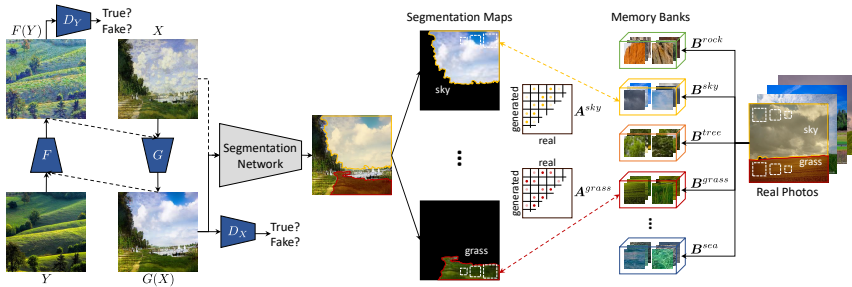 F(Y)
D_Y
True?
Fake?
X
F
G
Y
G(X)
D_X
True?
Fake?
Segmentation
Network
Segmentation Maps
sky
grass
generated
real
A^{sky}
real
generated
A^{grass}
Memory Banks
B^{rock}
B^{sky}
B^{tree}
B^{grass}
B^{sea}
sky
grass
Real Photos